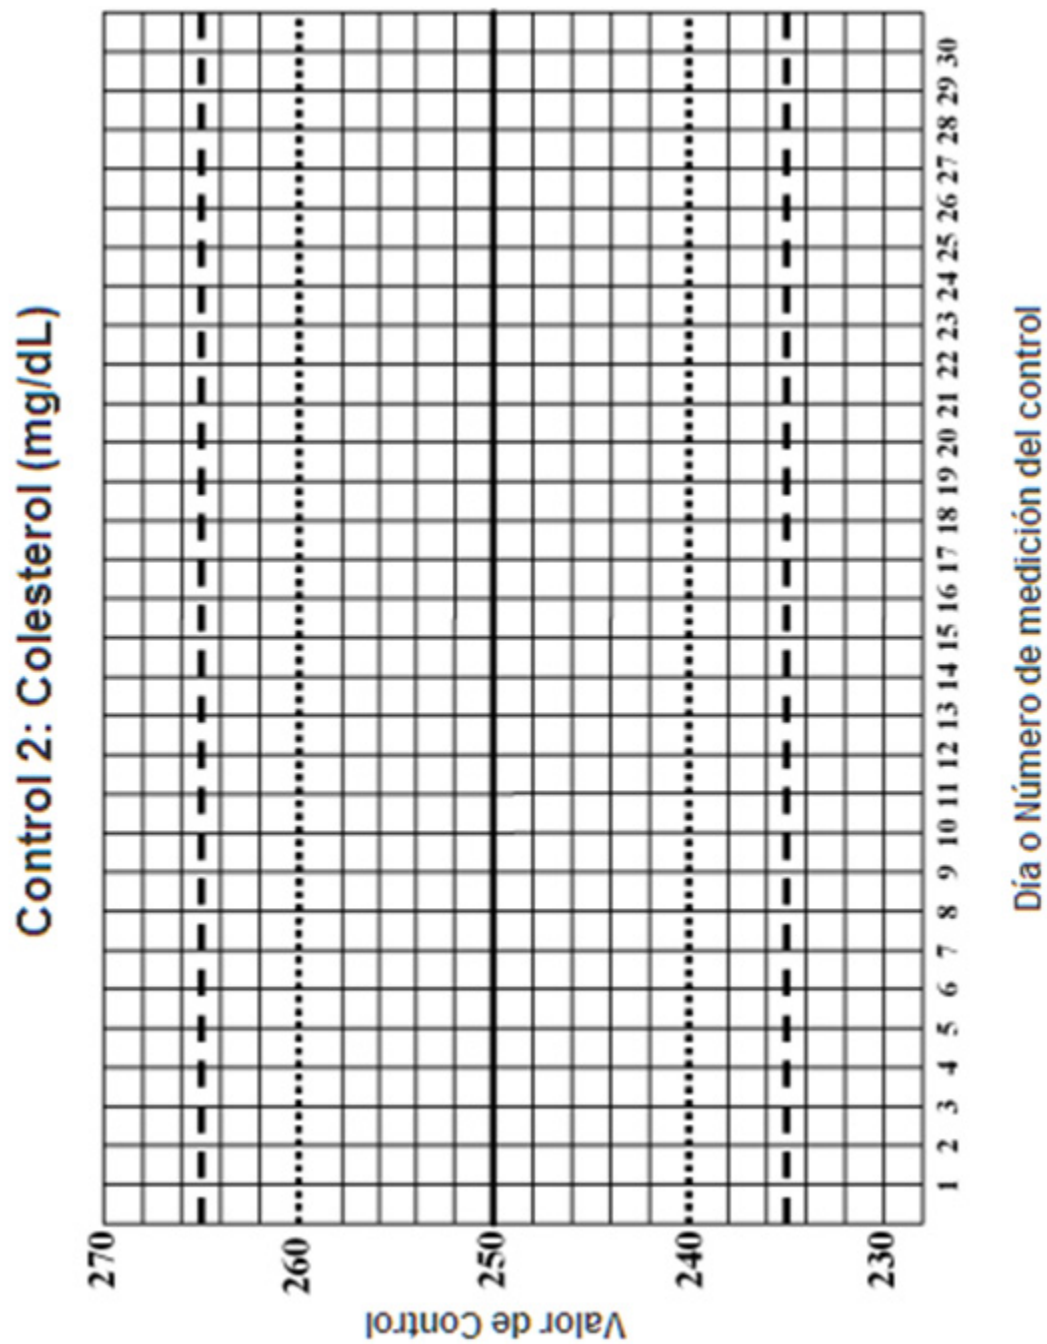 Control 2: Colesterol (mg/dL)
270
260
250
240
230
Valor de Control
1 2 3 4 5 6 7 8 9 10 11 12 13 14 15 16 17 18 19 20 21 22 23 24 25 26 27 28 29 30
Día o Número de medición del control